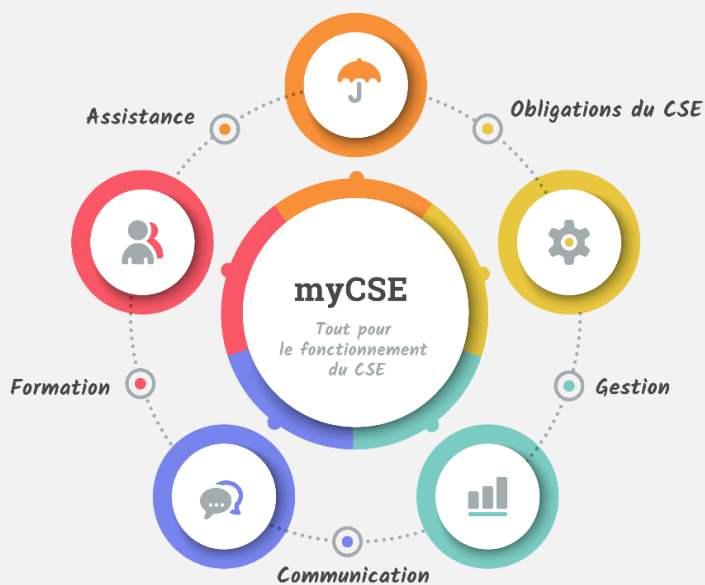 Assistance
Obligations du CSE
myCSE
Tout pour
le fonctionnement
du CSE
Formation
Gestion
Communication